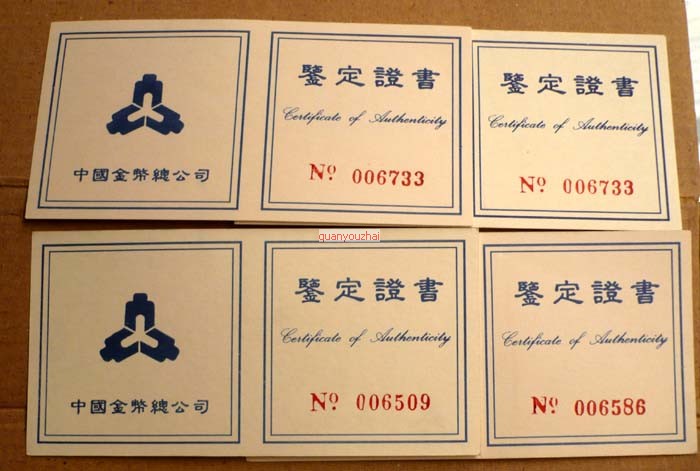 鑒定證書
Certificate of Authenticity
Nº 006733
中國金幣總公司
鑒定證書
Certificate of Authenticity
Nº 006733
quanyouzhai
鑒定證書
Certificate of Authenticity
Nº 006509
中國金幣總公司
鑒定證書
Certificate of Authenticity
Nº 006586